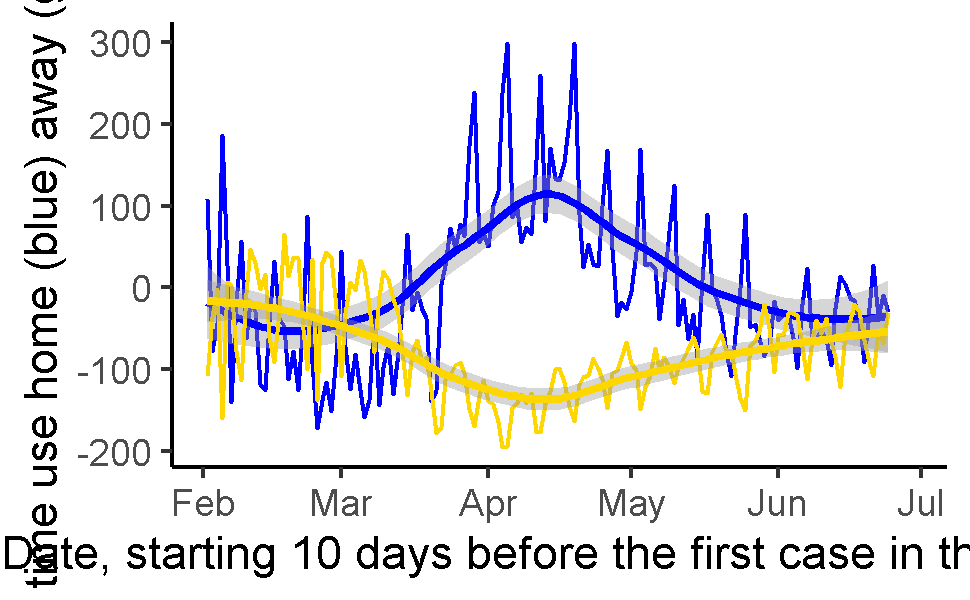 time use home (blue) away (
300
200
100
0
-100
-200
Feb Mar Apr May Jun Jul
Date, starting 10 days before the first case in th